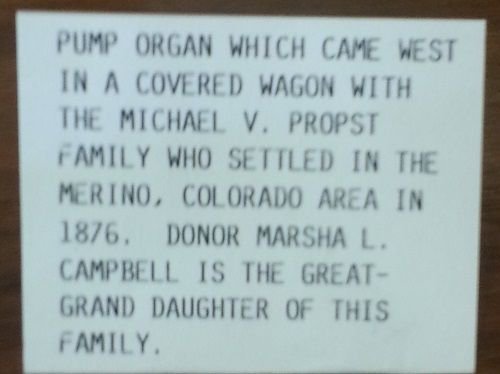 PUMP ORGAN WHICH CAME WEST
IN A COVERED WAGON WITH
THE MICHAEL V. PROPST
FAMILY WHO SETTLED IN THE
MERINO, COLORADO AREA IN
1876. DONOR MARSHA L.
CAMPBELL IS THE GREAT-
GRAND DAUGHTER OF THIS
FAMILY.